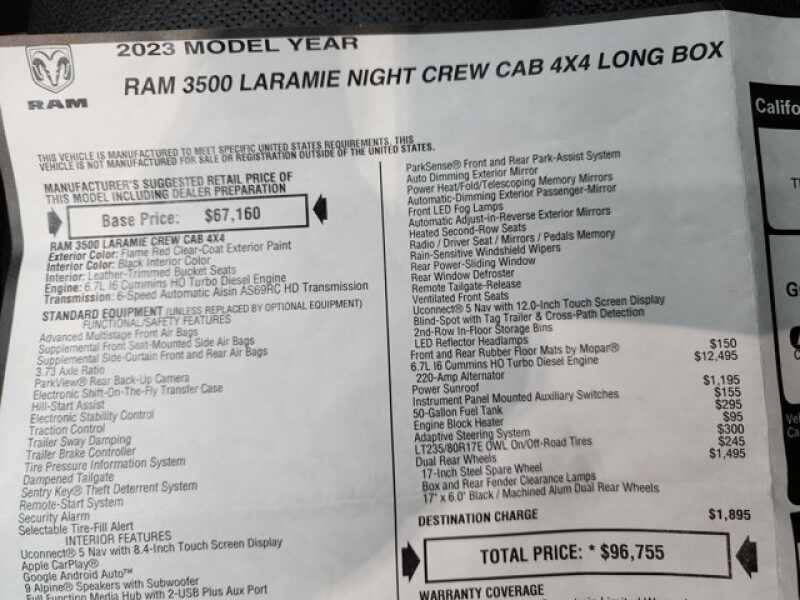 RAM
2023 MODEL YEAR
RAM 3500 LARAMIE NIGHT CREW CAB 4X4 LONG BOX
THIS VEHICLE IS MANUFACTURED TO MEET SPECIFIC UNITED STATES REQUIREMENTS. THIS
VEHICLE IS NOT MANUFACTURED FOR SALE OR REGISTRATION OUTSIDE OF THE UNITED STATES.
MANUFACTURER'S SUGGESTED RETAIL PRICE OF
THIS MODEL INCLUDING DEALER PREPARATION
Base Price: $67,160
RAM 3500 LARAMIE CREW CAB 4X4
Exterior Color: Flame Red Clear-Coat Exterior Paint
Interior Color: Black Interior Color
Interior: Leather-Trimmed Bucket Seats
Engine: 6.7L I6 Cummins HO Turbo Diesel Engine
Transmission: 6-Speed Automatic Aisin AS69RC HD Transmission
STANDARD EQUIPMENT (UNLESS REPLACED BY OPTIONAL EQUIPMENT)
FUNCTIONAL/SAFETY FEATURES
Advanced Multistage Front Air Bags
Supplemental Front Seat-Mounted Side Air Bags
Supplemental Side-Curtain Front and Rear Air Bags
3.73 Axle Ratio
ParkView® Rear Back-Up Camera
Electronic Shift-On-The-Fly Transfer Case
Hill-Start Assist
Electronic Stability Control
Traction Control
Trailer Sway Damping
Trailer Brake Controller
Tire Pressure Information System
Dampened Tailgate
Sentry Key® Theft Deterrent System
Remote-Start System
Security Alarm
Selectable Tire-Fill Alert
INTERIOR FEATURES
Uconnect® 5 Nav with 8.4-Inch Touch Screen Display
Apple CarPlay®
Google Android Auto™
9 Alpine® Speakers with Subwoofer
Full Function Media Hub with 2-USB Plus Aux Port
ParkSense® Front and Rear Park-Assist System
Auto Dimming Exterior Mirror
Power Heat/Fold/Telescoping Memory Mirrors
Automatic-Dimming Exterior Passenger-Mirror
Front LED Fog Lamps
Automatic Adjust-in-Reverse Exterior Mirrors
Heated Second-Row Seats
Radio / Driver Seat / Mirrors / Pedals Memory
Rain-Sensitive Windshield Wipers
Rear Power-Sliding Window
Rear Window Defroster
Remote Tailgate-Release
Ventilated Front Seats
Uconnect® 5 Nav with 12.0-Inch Touch Screen Display
Blind-Spot with Tag Trailer & Cross-Path Detection
2nd-Row In-Floor Storage Bins
LED Reflector Headlamps
Front and Rear Rubber Floor Mats by Mopar® $150
6.7L I6 Cummins HO Turbo Diesel Engine $12,495
220-Amp Alternator
Power Sunroof $1,195
Instrument Panel Mounted Auxiliary Switches $155
50-Gallon Fuel Tank $295
Engine Block Heater $95
Adaptive Steering System $300
LT235/80R17E OWL On/Off-Road Tires $245
Dual Rear Wheels $1,495
17-Inch Steel Spare Wheel
Box and Rear Fender Clearance Lamps
17" x 6.0" Black / Machined Alum Dual Rear Wheels
DESTINATION CHARGE $1,895
TOTAL PRICE: * $96,755
WARRANTY COVERAGE
Califo
T
G
Ve
Ca